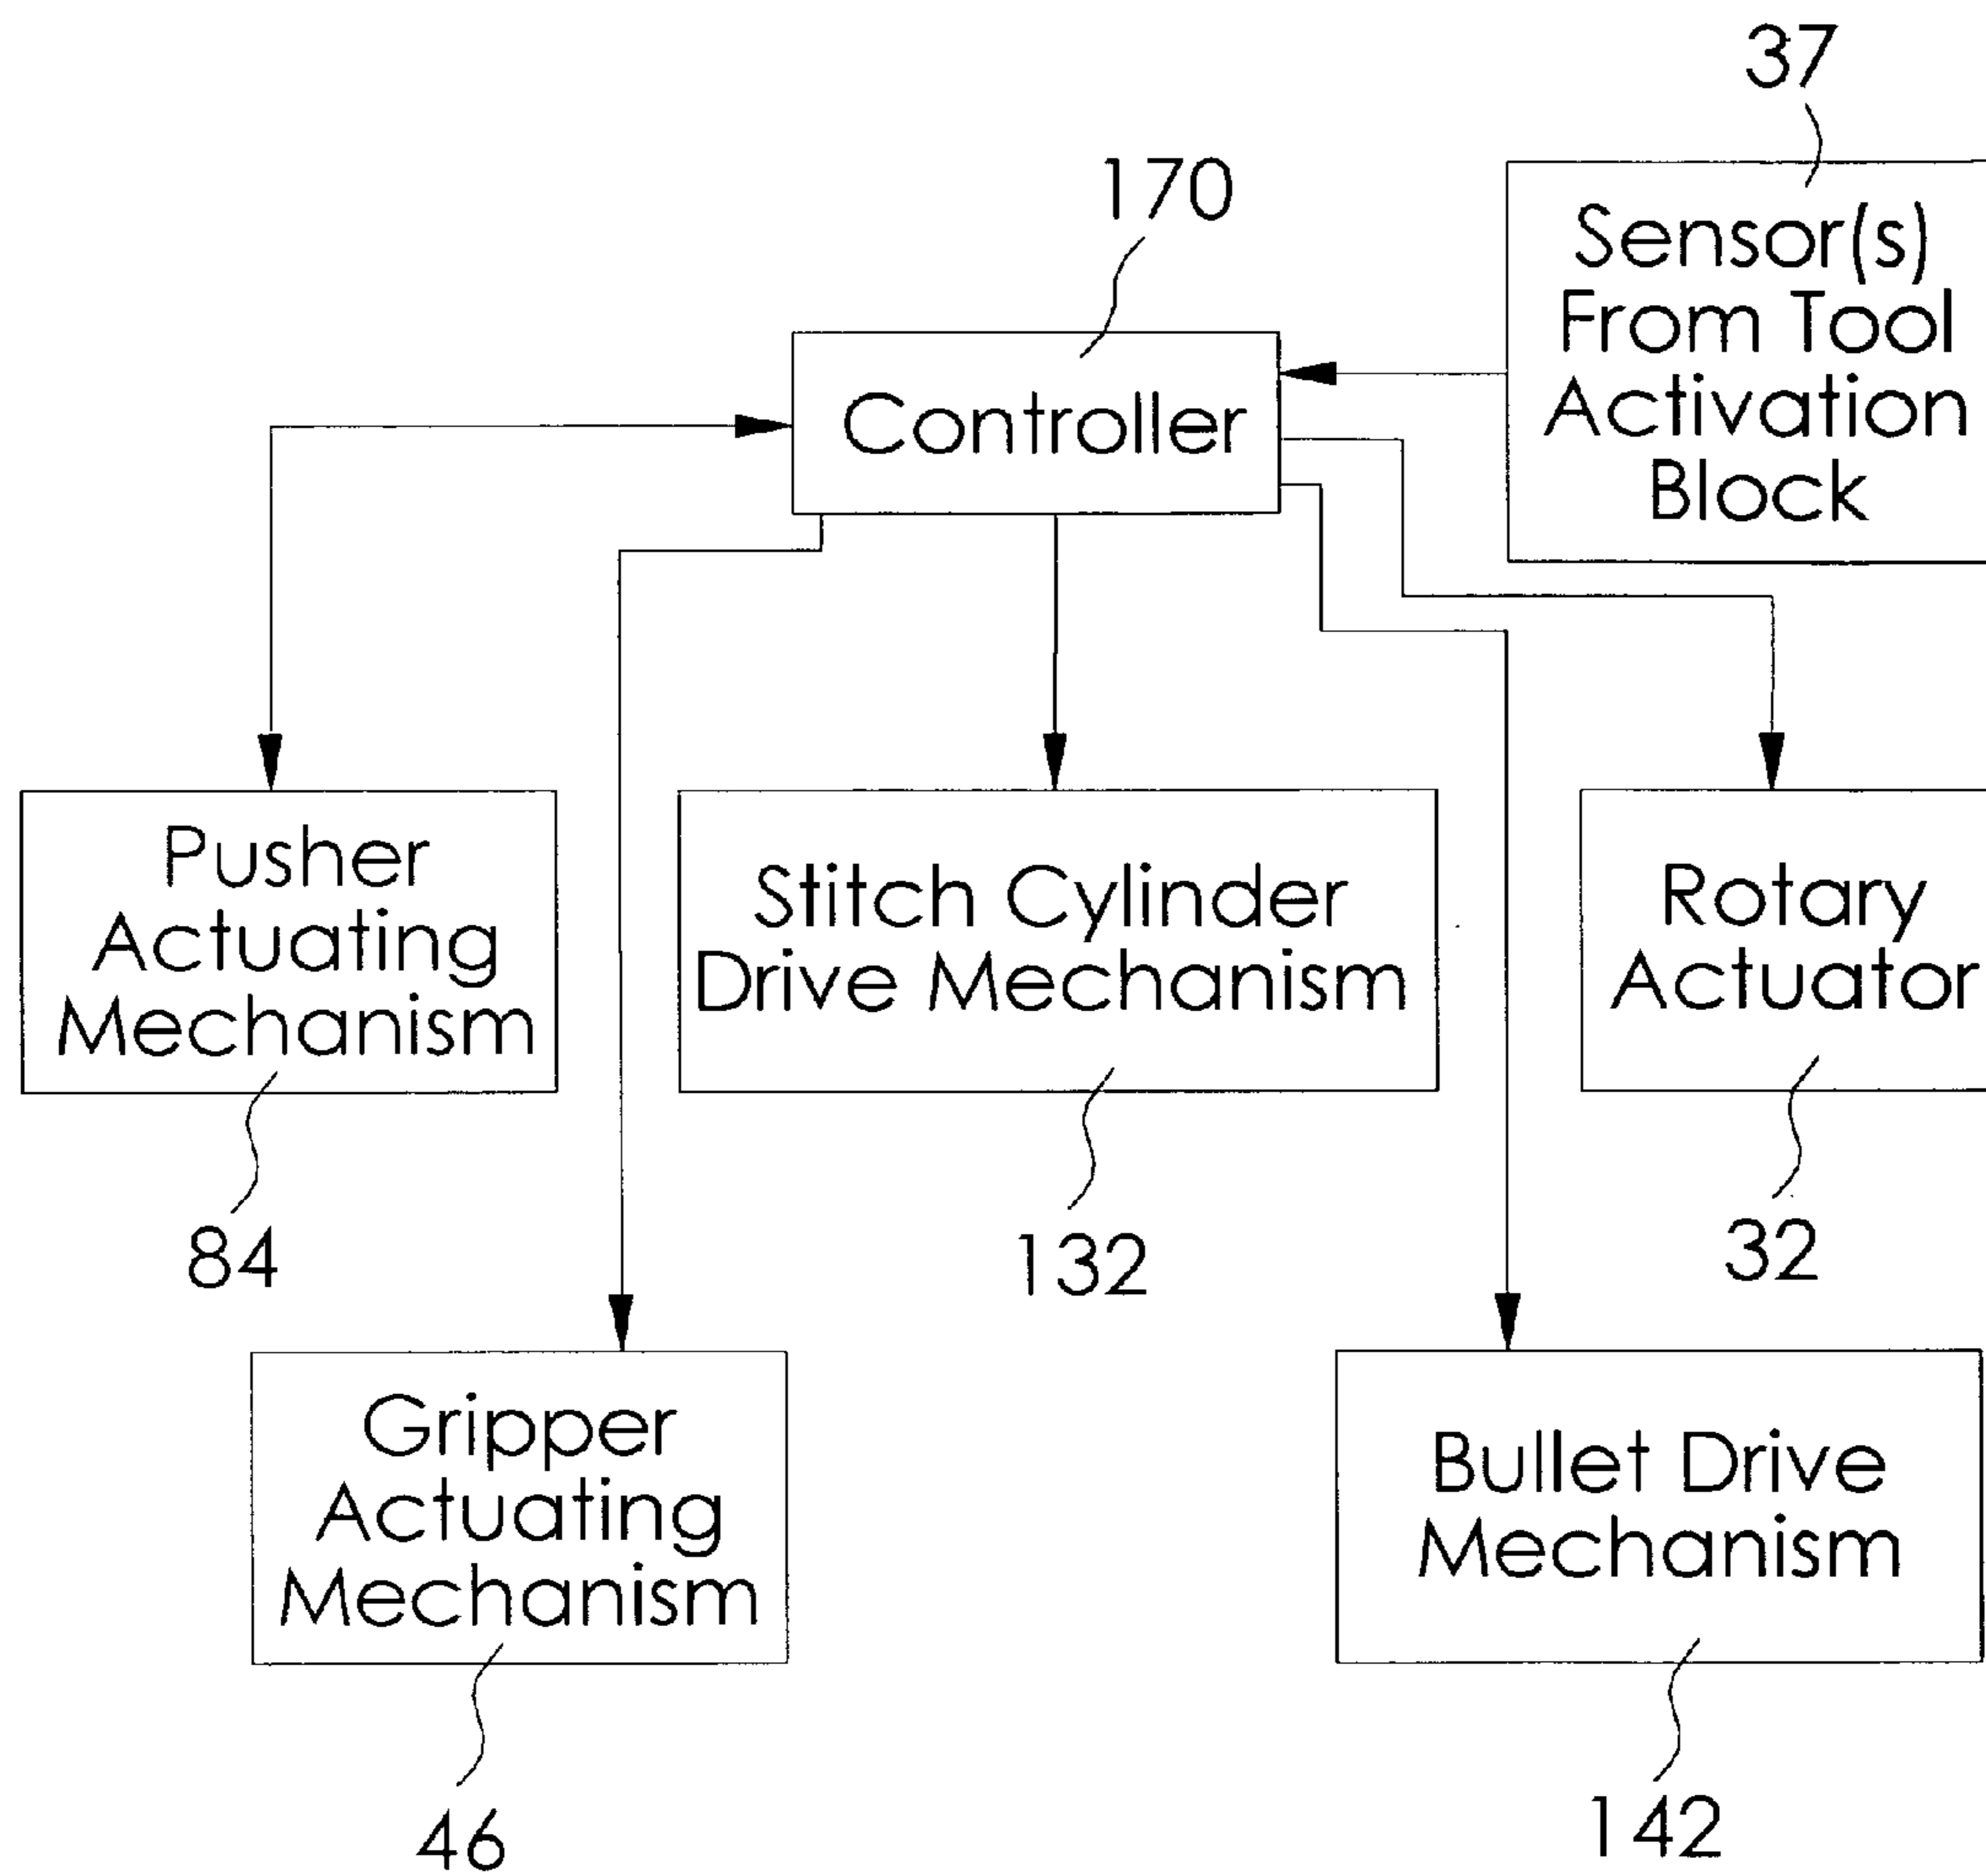 37
170
Sensor(s)
From Tool
Activation
Block
Controller
Pusher
Actuating
Mechanism
Stitch Cylinder
Drive Mechanism
Rotary
Actuator
84
132
32
Gripper
Actuating
Mechanism
Bullet Drive
Mechanism
46
142